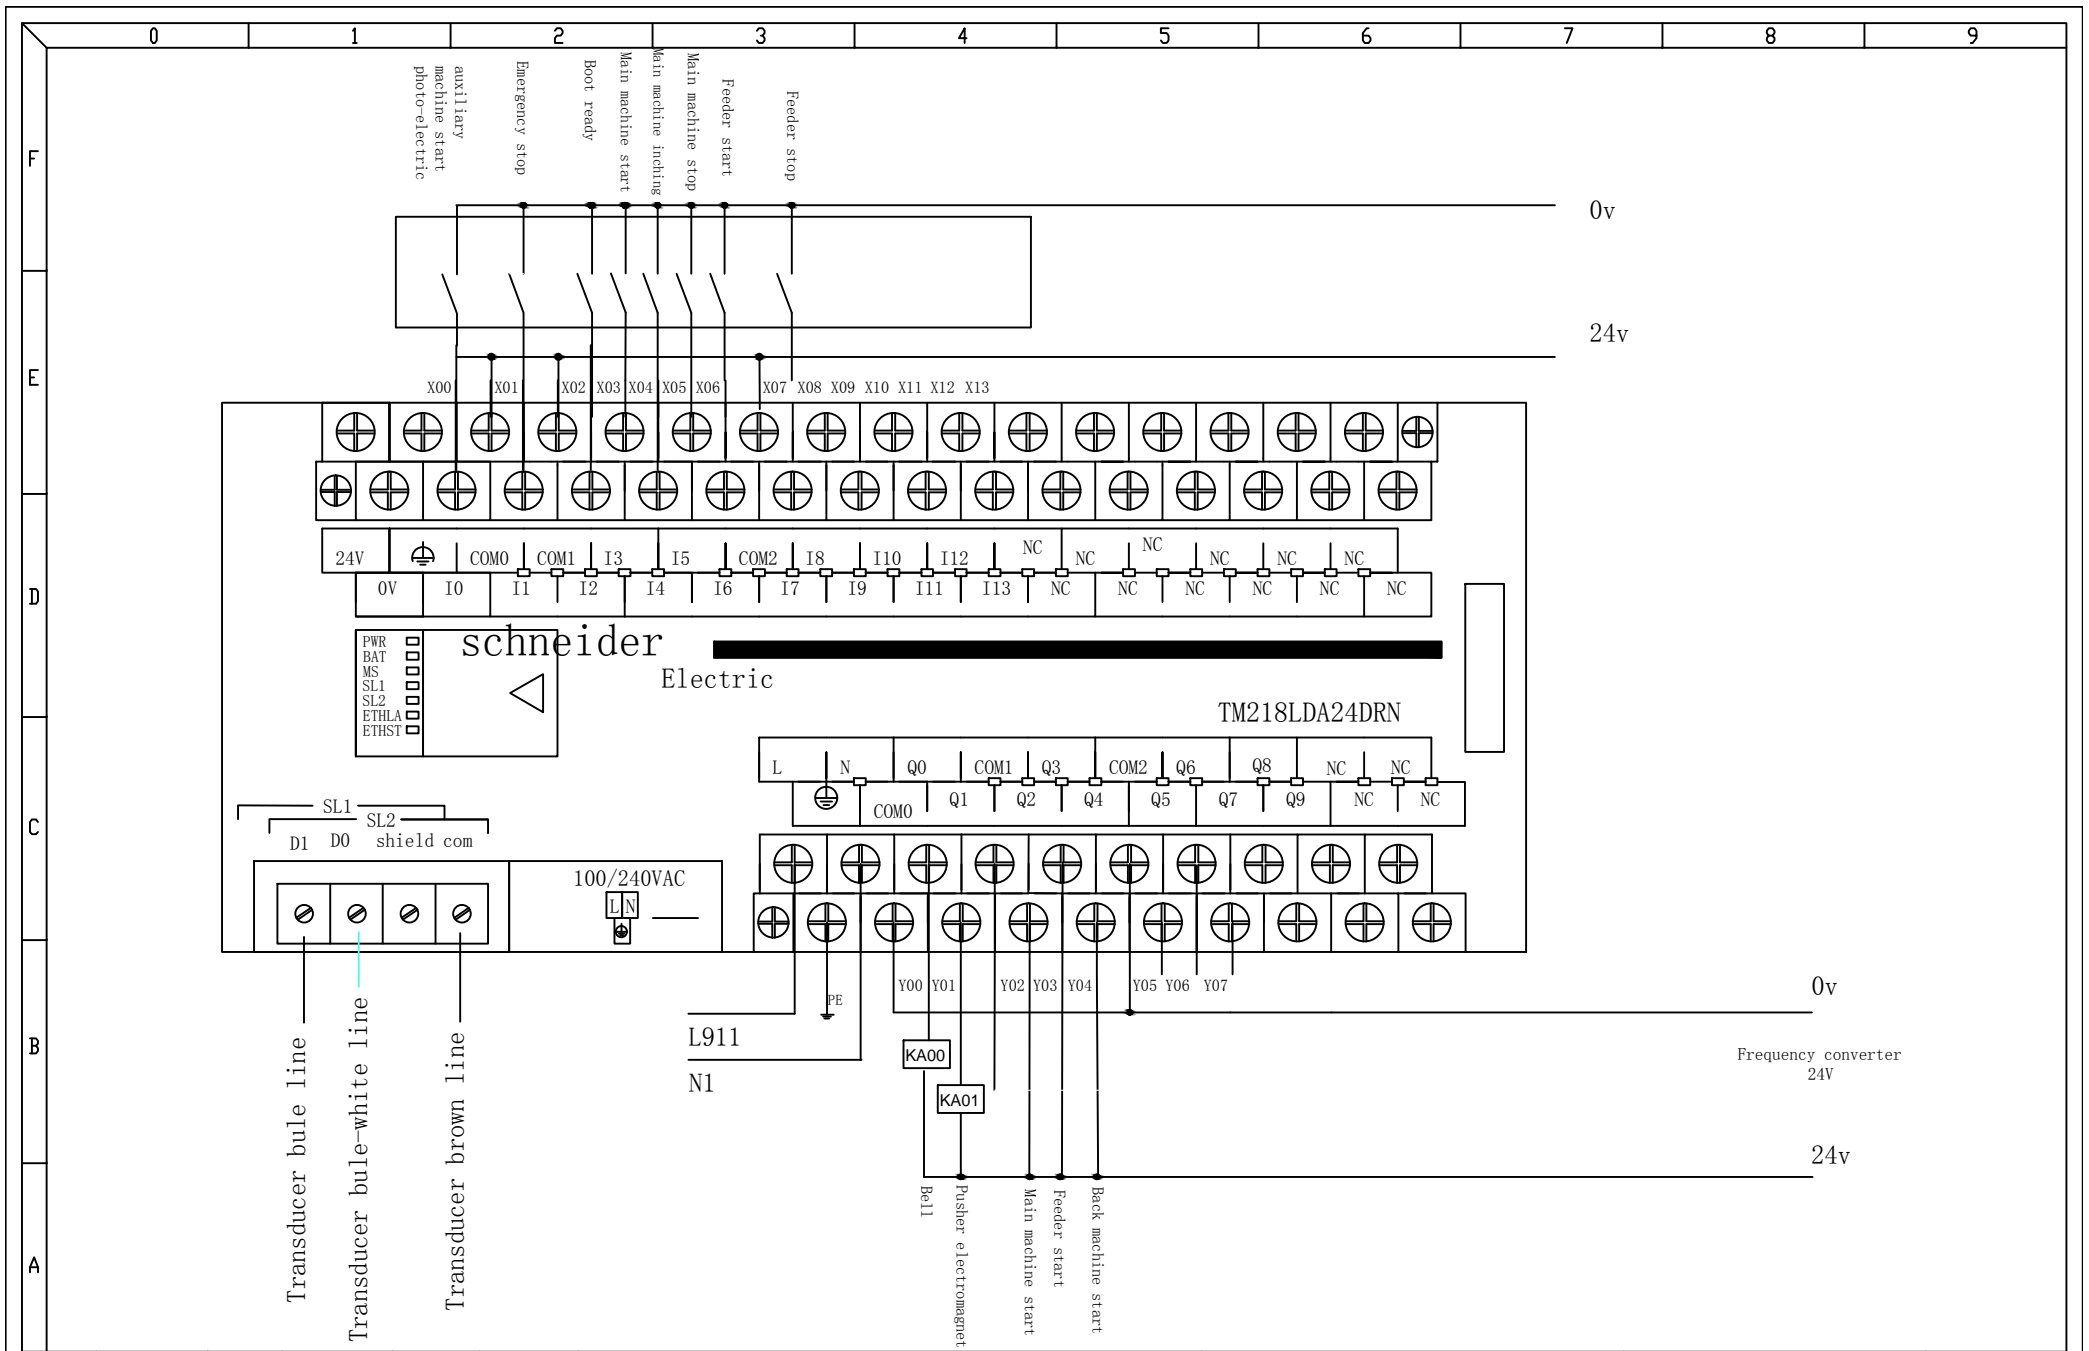 0 1 2 3 4 5 6 7 8 9
F
E
D
C
B
A
auxiliary
machine start
photo-electric
Emergency stop
Boot ready
Main machine start
Main machine inching
Main machine stop
Feeder start
Feeder stop
0v
24v
X00 X01 X02 X03 X04 X05 X06 X07 X08 X09 X10 X11 X12 X13
24V COM0 COM1 I3 I5 COM2 I8 I10 I12 NC NC NC NC NC NC
0V I0 I1 I2 I4 I6 I7 I9 I11 I13 NC NC NC NC NC NC
PWR
BAT
MS
SL1
SL2
ETHLA
ETHST
schneider
Electric
TM218LDA24DRN
L N Q0 COM1 Q3 COM2 Q6 Q8 NC NC
COM0 Q1 Q2 Q4 Q5 Q7 Q9 NC NC
SL1
SL2
D1 D0 shield com
100/240VAC
L N
Y00 Y01 Y02 Y03 Y04 Y05 Y06 Y07
PE
0v
L911
N1
KA00
KA01
Frequency converter
24V
24v
Transducer bule line
Transducer bule-white line
Transducer brown line
Bell
Pusher electromagnet
Main machine start
Feeder start
Back machine start